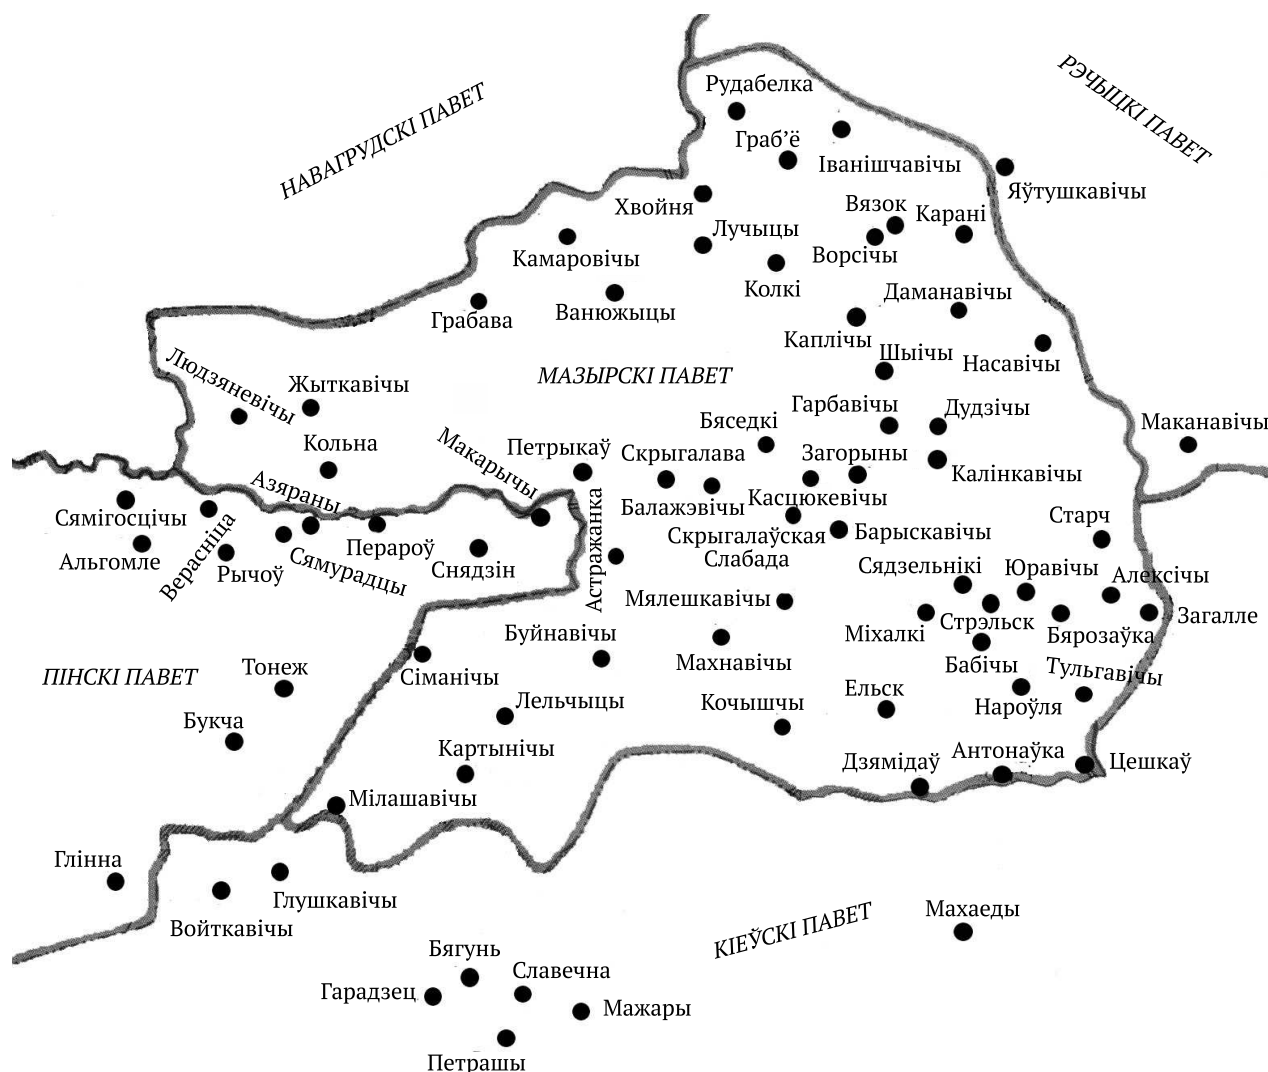 РЭЧЫЦКІ ПАВЕТ
НАВАГРУДСКІ ПАВЕТ
Рудабелка
Граб’ё
Іванішчавічы
Яўтушкавічы
Хвойня
Вязок
Карані
Лучыцы
Ворсічы
Камаровічы
Колкі
Даманавічы
Ванюжыцы
Грабава
Каплічы
Шыічы
Насавічы
Людзяневічы
Жыткавічы
МАЗЫРСКІ ПАВЕТ
Гарбавічы
Дудзічы
Бяседкі
Маканавічы
Кольна
Макарычы
Петрыкаў
Скрыгалава
Загорыны
Калінкавічы
Азяраны
Балажэвічы
Касцюкевічы
Сямігосцічы
Старч
Скрыгалаўская
Слабада
Барыскавічы
Альгомле
Верасніца
Рычоў
Сямурадцы
Перароў
Снядзін
Астражанка
Сядзельнікі
Юравічы
Алексічы
Мялешкавічы
Загалле
Стрэльск
Міхалкі
Бярозаўка
Буйнавічы
Махнавічы
Бабічы
Тульгавічы
ПІНСКІ ПАВЕТ
Тонеж
Сіманічы
Ельск
Нароўля
Лельчыцы
Кочышчы
Букча
Картынічы
Дзямідаў
Антонаўка
Цешкаў
Мілашавічы
Глінна
Глушкавічы
Войткавічы
Махаеды
КІЕЎСКІ ПАВЕТ
Бягунь
Славечна
Гарадзец
Мажары
Петрашы